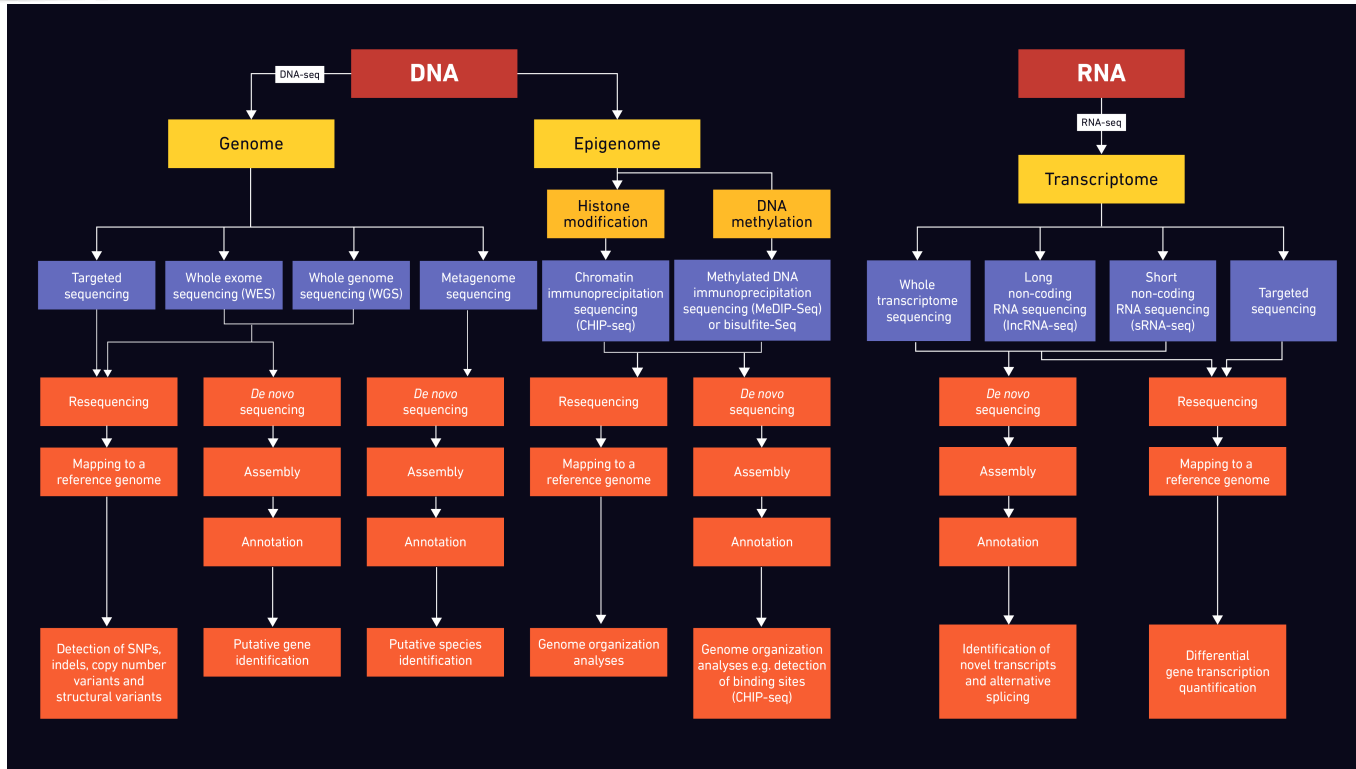 DNA
RNA
DNA-seq
RNA-seq
Genome
Epigenome
Transcriptome
Histone
modification
DNA
methylation
Targeted
sequencing
Whole exome
sequencing (WES)
Whole genome
sequencing (WGS)
Metagenome
sequencing
Chromatin
immunoprecipitation
sequencing
(CHIP-seq)
Methylated DNA
immunoprecipitation
sequencing (MeDIP-Seq)
or bisulfite-Seq
Whole
transcriptome
sequencing
Long
non-coding
RNA sequencing
(lncRNA-seq)
Short
non-coding
RNA sequencing
(sRNA-seq)
Targeted
sequencing
Resequencing
De novo
sequencing
De novo
sequencing
Resequencing
De novo
sequencing
De novo
sequencing
Resequencing
Mapping to a
reference genome
Assembly
Assembly
Mapping to a
reference genome
Assembly
Assembly
Mapping to a
reference genome
Annotation
Annotation
Annotation
Annotation
Detection of SNPs,
indels, copy number
variants and
structural variants
Putative gene
identification
Putative species
identification
Genome organization
analyses
Genome organization
analyses e.g. detection
of binding sites
(CHIP-seq)
Identification of
novel transcripts
and alternative
splicing
Differential
gene transcription
quantification